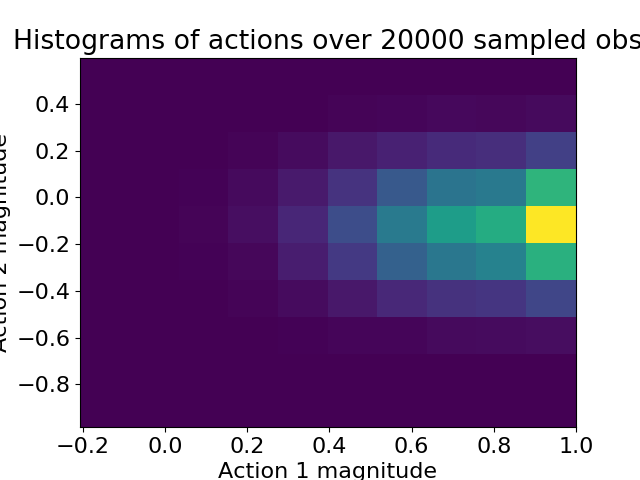 Histograms of actions over 20000 sampled obs
0.4
0.2
0.0
−0.2
−0.4
−0.6
−0.8
Action 2 magnitude
−0.2 0.0 0.2 0.4 0.6 0.8 1.0
Action 1 magnitude